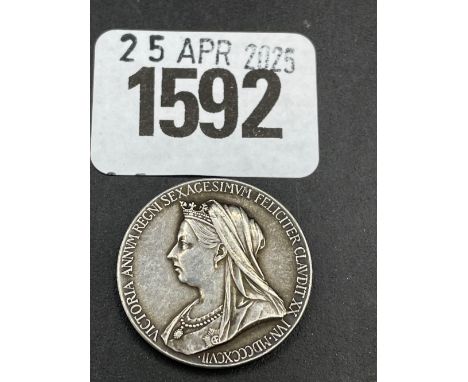 25 APR 2025
1592
VICTORIA ANNVM REGNI SEXAGESIMVM FELICITER CLAVDIT XX IVN · MDCCCXCVII ·